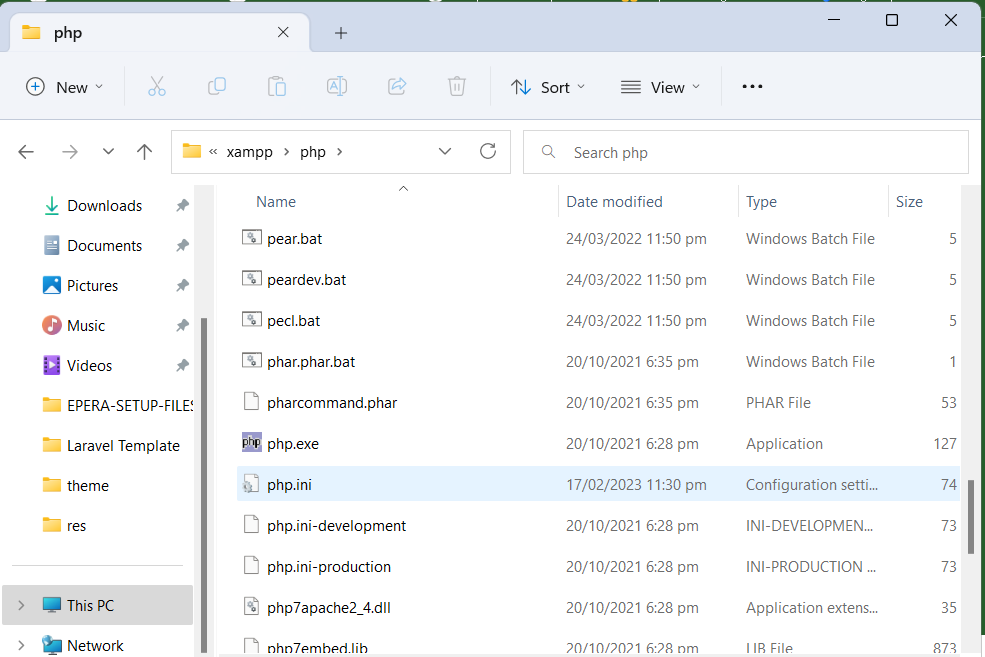 php
New
Sort
View
« xampp > php >
Search php
Downloads
Documents
Pictures
Music
Videos
EPERA-SETUP-FILES
Laravel Template
theme
res
This PC
Network
Name Date modified Type Size
pear.bat 24/03/2022 11:50 pm Windows Batch File 5
peardev.bat 24/03/2022 11:50 pm Windows Batch File 5
pecl.bat 24/03/2022 11:50 pm Windows Batch File 5
phar.phar.bat 20/10/2021 6:35 pm Windows Batch File 1
pharcommand.phar 20/10/2021 6:35 pm PHAR File 53
php php.exe 20/10/2021 6:28 pm Application 127
php.ini 17/02/2023 11:30 pm Configuration setti... 74
php.ini-development 20/10/2021 6:28 pm INI-DEVELOPMEN... 73
php.ini-production 20/10/2021 6:28 pm INI-PRODUCTION ... 73
php7apache2_4.dll 20/10/2021 6:28 pm Application extens... 35
php7embed.lib 20/10/2021 6:28 pm LIB File 873